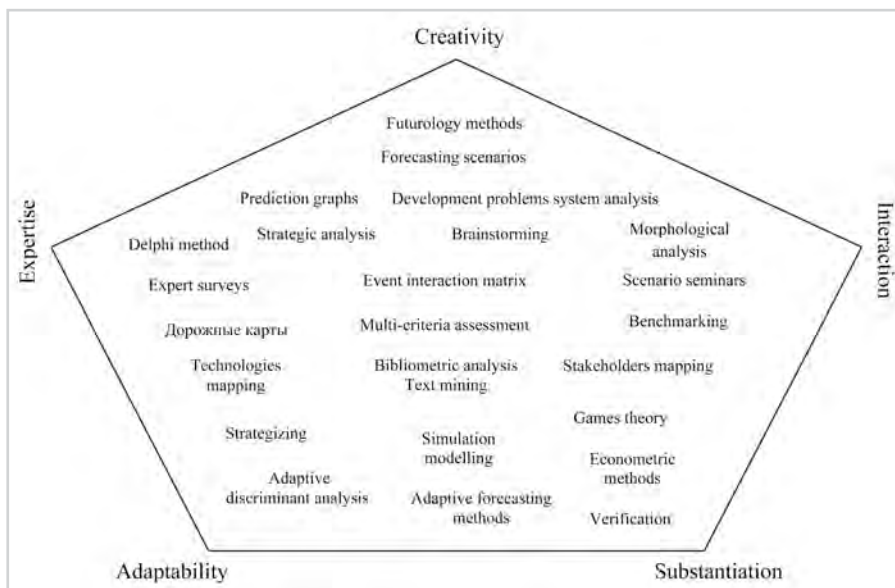 Creativity
Futurology methods
Forecasting scenarios
Prediction graphs
Development problems system analysis
Delphi method
Strategic analysis
Brainstorming
Morphological
analysis
Expertise
Interaction
Expert surveys
Event interaction matrix
Scenario seminars
Дорожные карты
Multi-criteria assessment
Benchmarking
Technologies
mapping
Bibliometric analysis
Text mining
Stakeholders mapping
Strategizing
Simulation
modelling
Games theory
Adaptive
discriminant analysis
Adaptive forecasting
methods
Econometric
methods
Verification
Adaptability
Substantiation